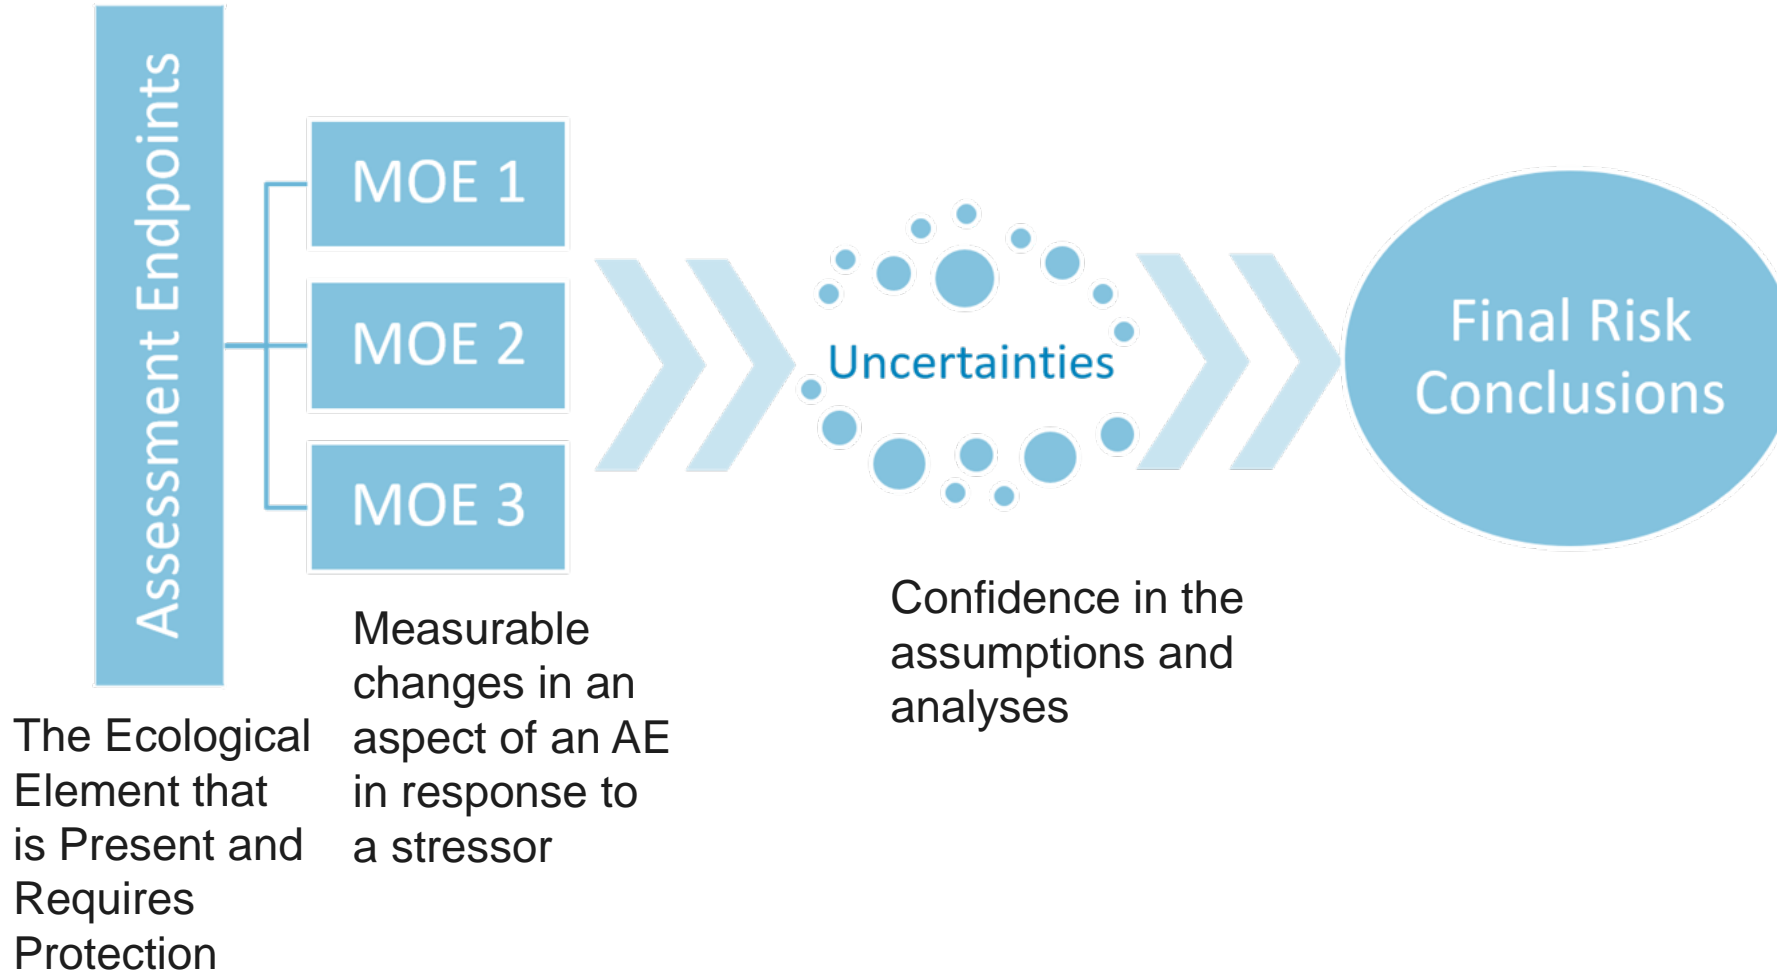 Assessment Endpoints
MOE 1
MOE 2
MOE 3
Uncertainties
Final Risk
Conclusions
The Ecological
Element that
is Present and
Requires
Protection
Measurable
changes in an
aspect of an AE
in response to
a stressor
Confidence in the
assumptions and
analyses